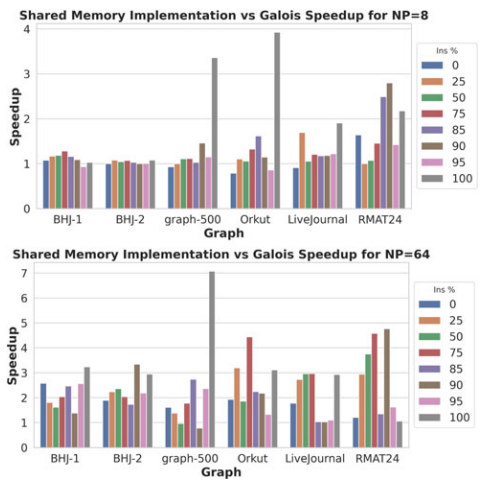 Shared Memory Implementation vs Galois Speedup for NP=8
Speedup
4
3
2
1
0
BHJ-1 BHJ-2 graph-500 Orkut LiveJournal RMAT24
Graph
Ins %
0
25
50
75
85
90
95
100
Shared Memory Implementation vs Galois Speedup for NP=64
Speedup
7
6
5
4
3
2
1
0
BHJ-1 BHJ-2 graph-500 Orkut LiveJournal RMAT24
Graph
Ins %
0
25
50
75
85
90
95
100